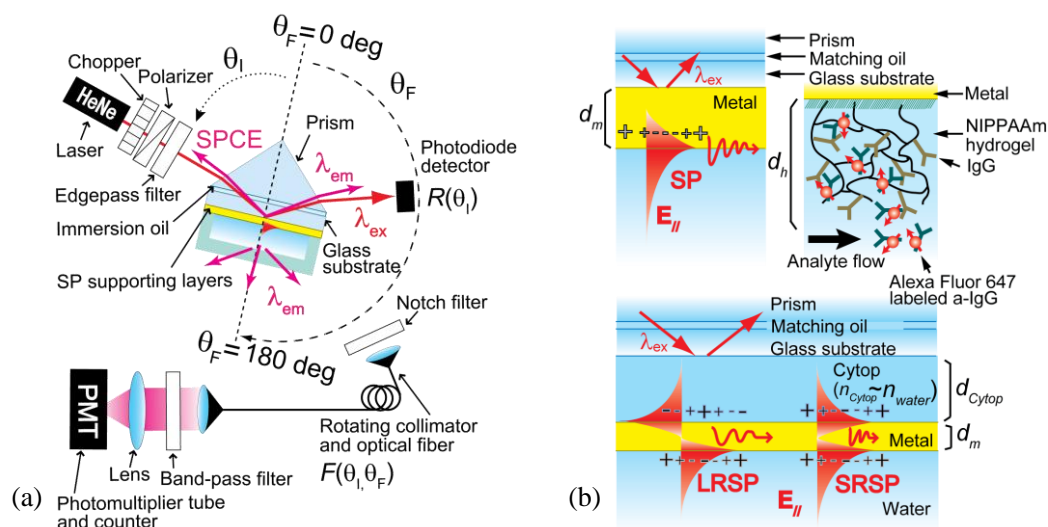 (a)
θF=0 deg
θI
θF
Chopper
Polarizer
HeNe
Laser
SPCE
Prism
Photodiode
detector
R(θI)
λem
λex
Edgepass filter
Immersion oil
Glass
substrate
SP supporting layers
λem
Notch filter
θF=180 deg
PMT
Lens
Band-pass filter
Rotating collimator
and optical fiber
F(θI,θF)
Photomultiplier tube
and counter
(b)
Prism
Matching oil
Glass substrate
λex
dm
Metal
++----++
SP
E//
Metal
NIPPAAm
hydrogel
IgG
dh
Analyte flow
Alexa Fluor 647
labeled a-IgG
Prism
Matching oil
Glass substrate
λex
Cytop
(nCytop~nwater)
dCytop
Metal
dm
LRSP
SRSP
E//
Water